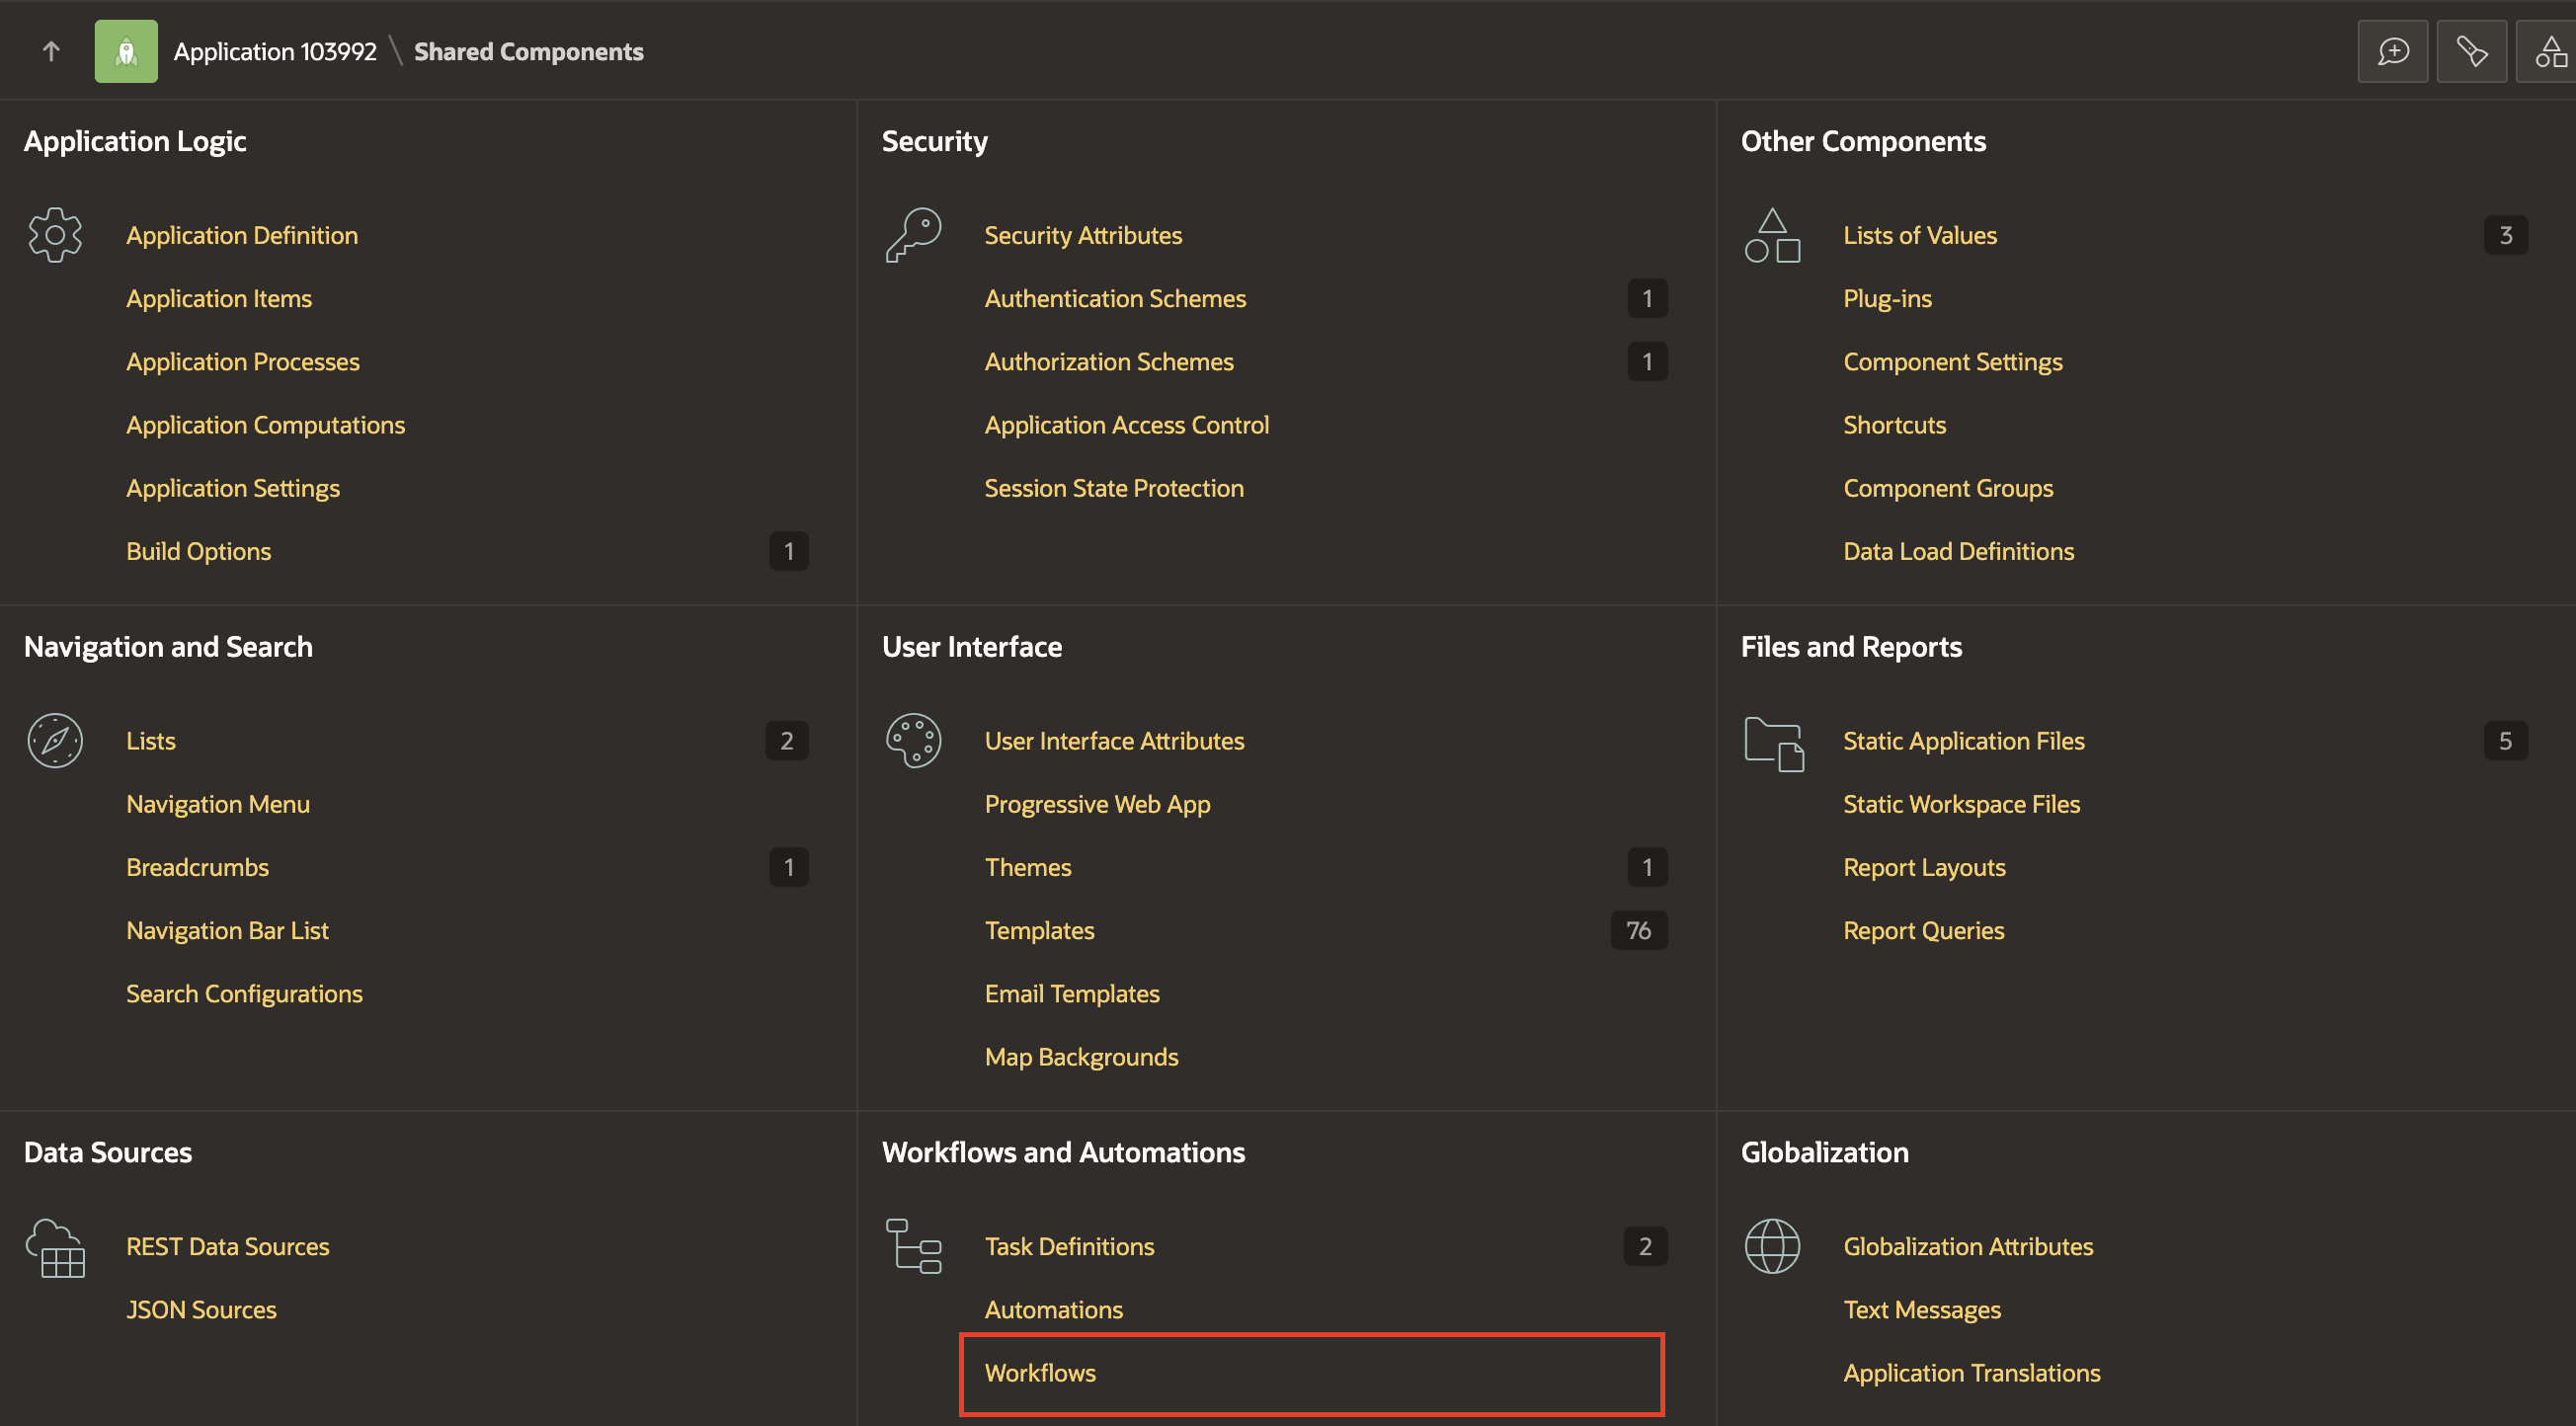 Application 103992 \ Shared Components
Application Logic
Application Definition
Application Items
Application Processes
Application Computations
Application Settings
Build Options 1
Security
Security Attributes
Authentication Schemes 1
Authorization Schemes 1
Application Access Control
Session State Protection
Other Components
Lists of Values 3
Plug-ins
Component Settings
Shortcuts
Component Groups
Data Load Definitions
Navigation and Search
Lists 2
Navigation Menu
Breadcrumbs 1
Navigation Bar List
Search Configurations
User Interface
User Interface Attributes
Progressive Web App
Themes 1
Templates 76
Email Templates
Map Backgrounds
Files and Reports
Static Application Files 5
Static Workspace Files
Report Layouts
Report Queries
Data Sources
REST Data Sources
JSON Sources
Workflows and Automations
Task Definitions 2
Automations
Workflows
Globalization
Globalization Attributes
Text Messages
Application Translations